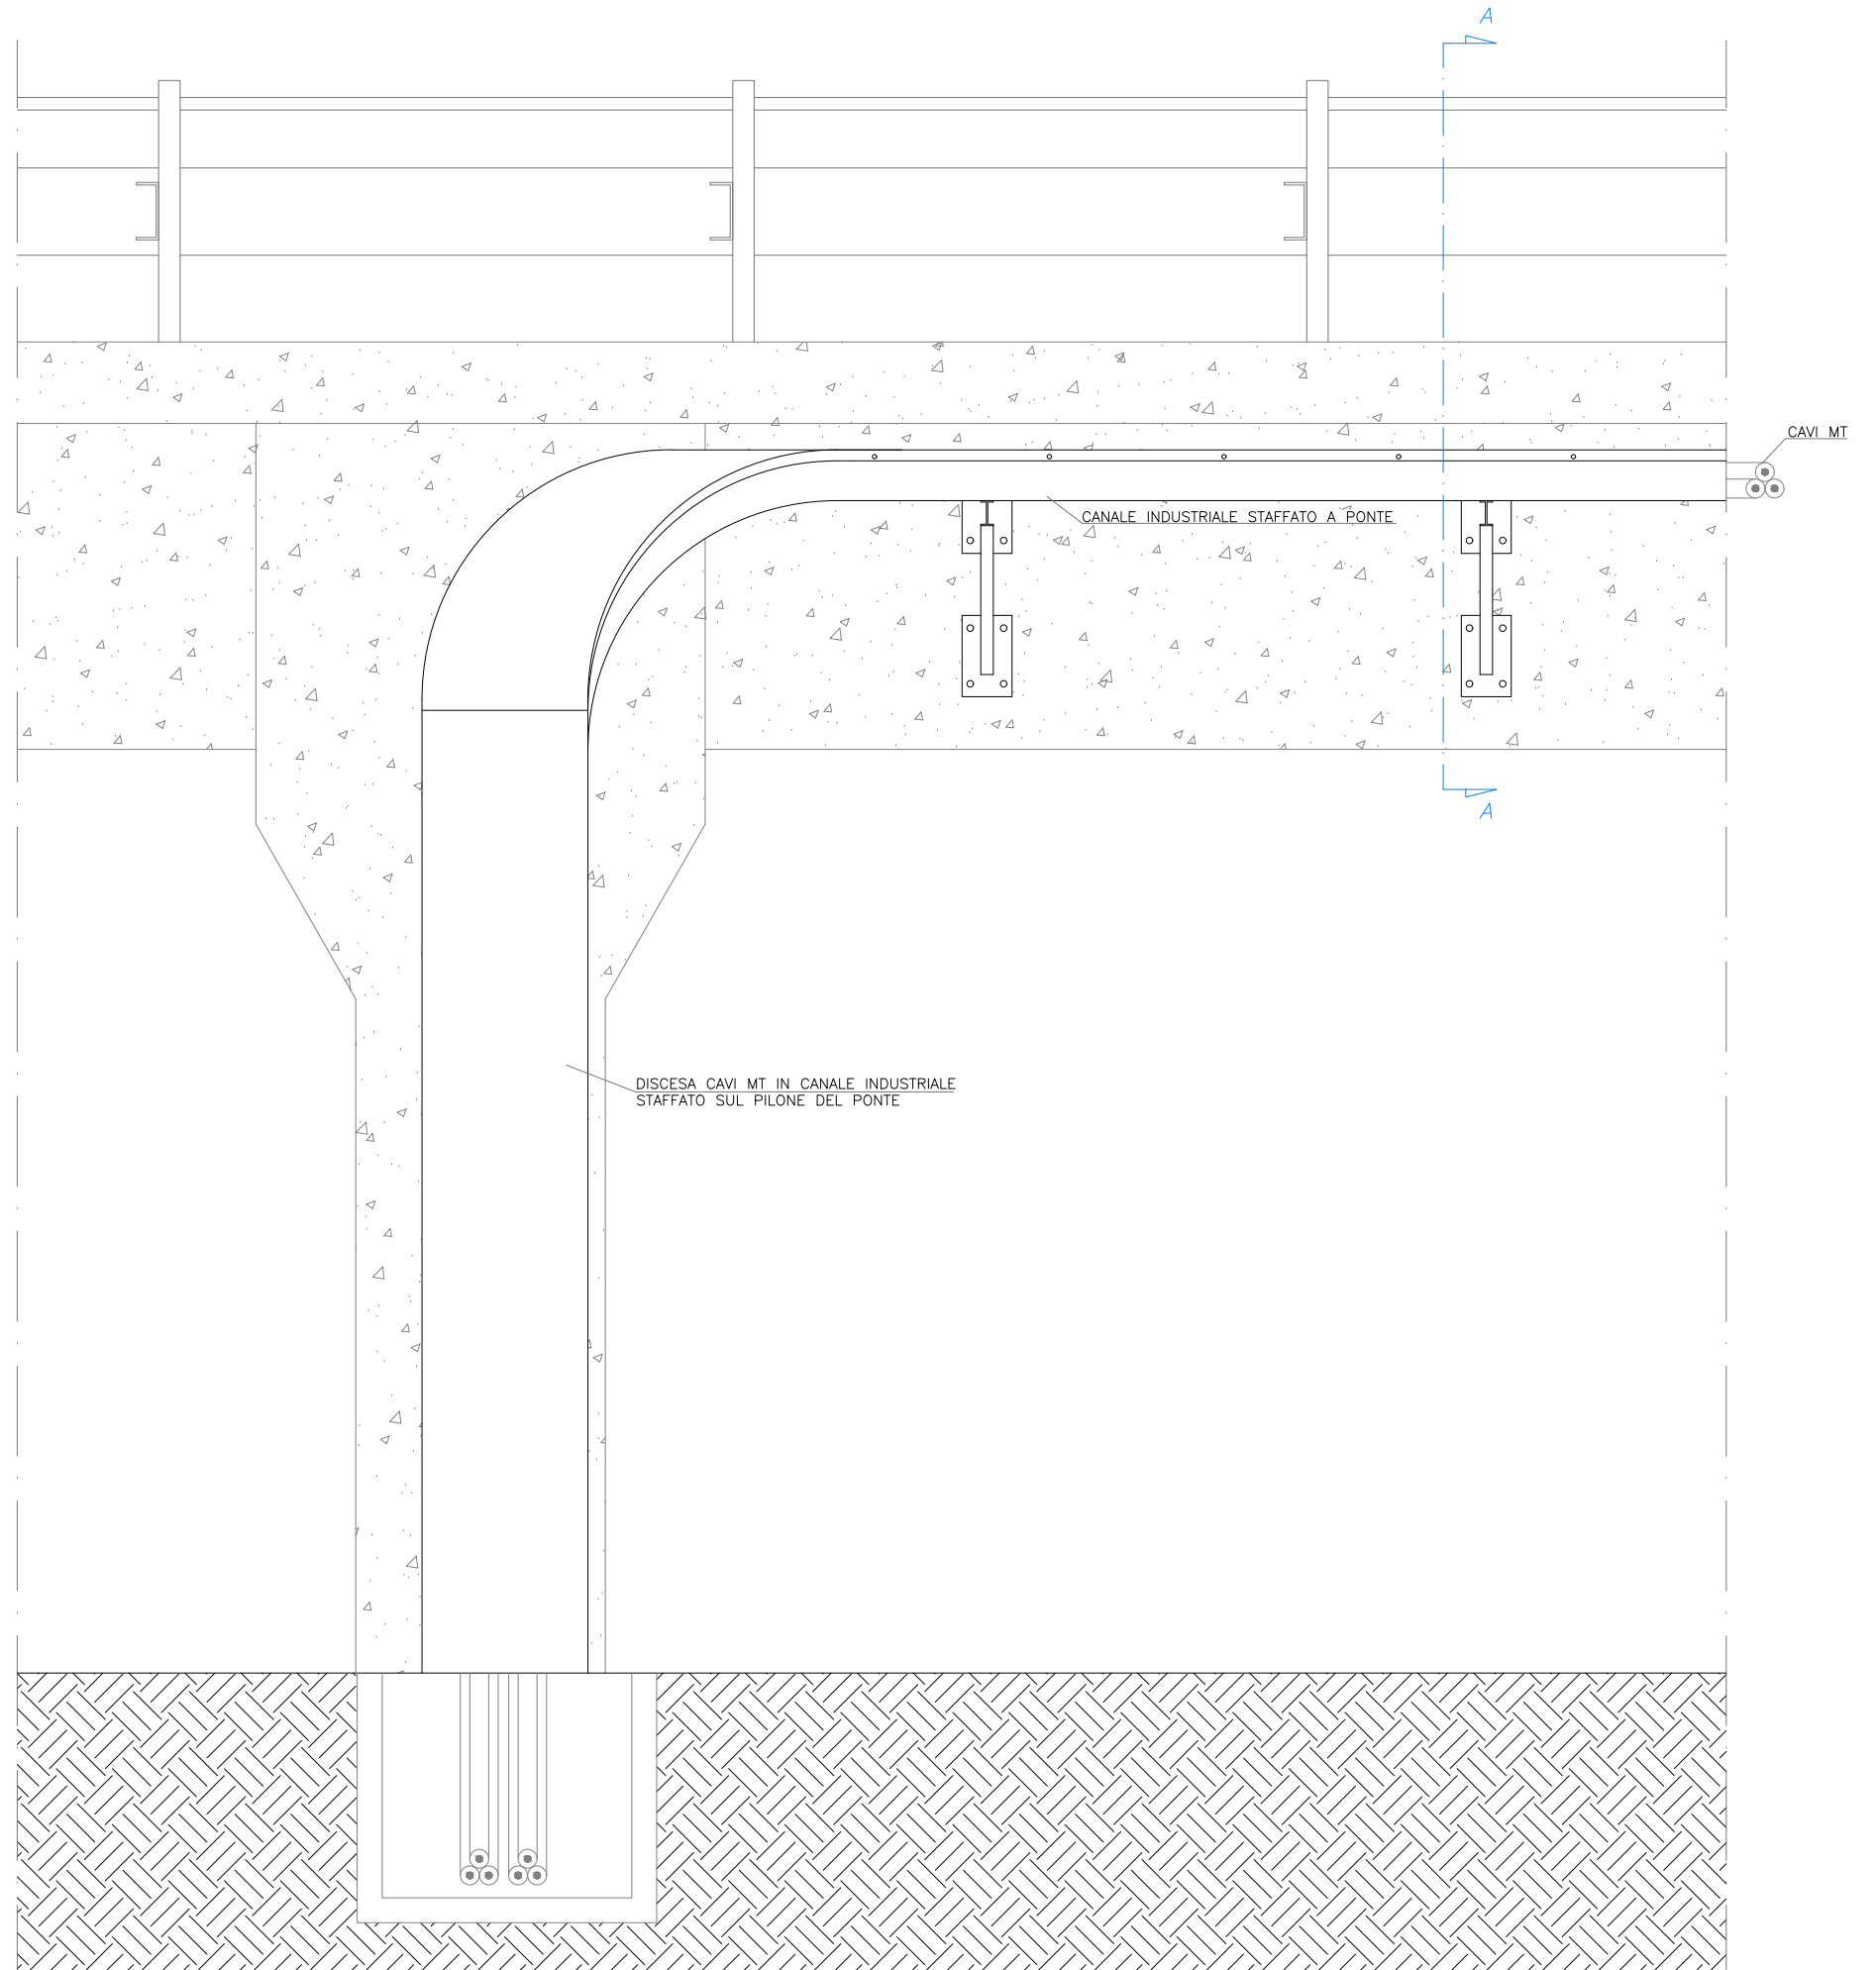 A
CAVI MT
CANALE INDUSTRIALE STAFFATO A PONTE
A
DISCESA CAVI MT IN CANALE INDUSTRIALE
STAFFATO SUL PILONE DEL PONTE